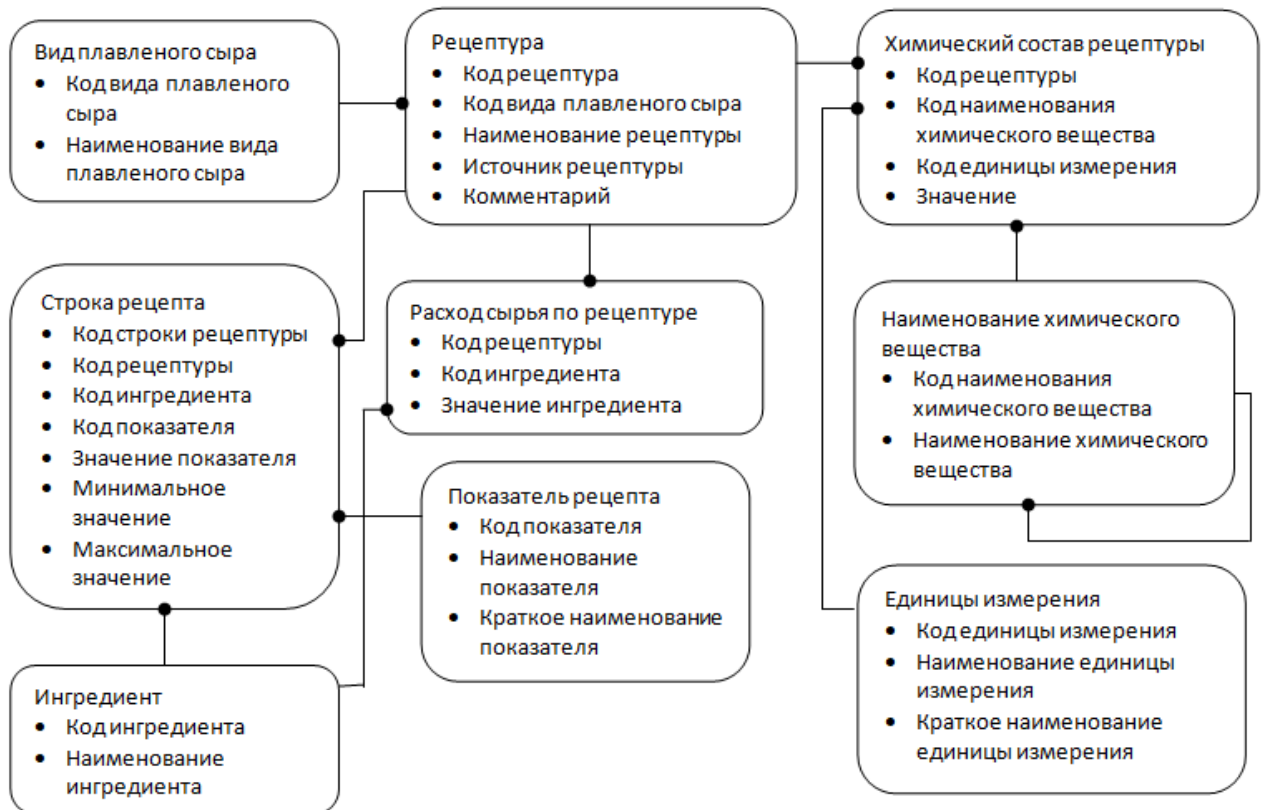 Вид плавленого сыра
• Код вида плавленого
сыра
• Наименование вида
плавленого сыра
Рецептура
• Код рецептура
• Код вида плавленого сыра
• Наименование рецептуры
• Источник рецептуры
• Комментарий
Химический состав рецептуры
• Код рецептуры
• Код наименования
химического вещества
• Код единицы измерения
• Значение
Строка рецепта
• Код строки рецептуры
• Код рецептуры
• Код ингредиента
• Код показателя
• Значение показателя
• Минимальное
значение
• Максимальное
значение
Расход сырья по рецептуре
• Код рецептуры
• Код ингредиента
• Значение ингредиента
Наименование химического
вещества
• Код наименования
химического вещества
• Наименование химического
вещества
Показатель рецепта
• Код показателя
• Наименование
показателя
• Краткое наименование
показателя
Единицы измерения
• Код единицы измерения
• Наименование единицы
измерения
• Краткое наименование
единицы измерения
Ингредиент
• Код ингредиента
• Наименование
ингредиента